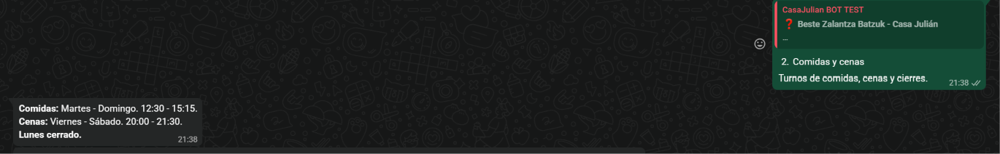 CasaJulian BOT TEST
❓ Beste Zalantza Batzuk - Casa Julián
...
2. Comidas y cenas
Turnos de comidas, cenas y cierres.
21:38
Comidas: Martes - Domingo. 12:30 - 15:15.
Cenas: Viernes - Sábado. 20:00 - 21:30.
Lunes cerrado.
21:38